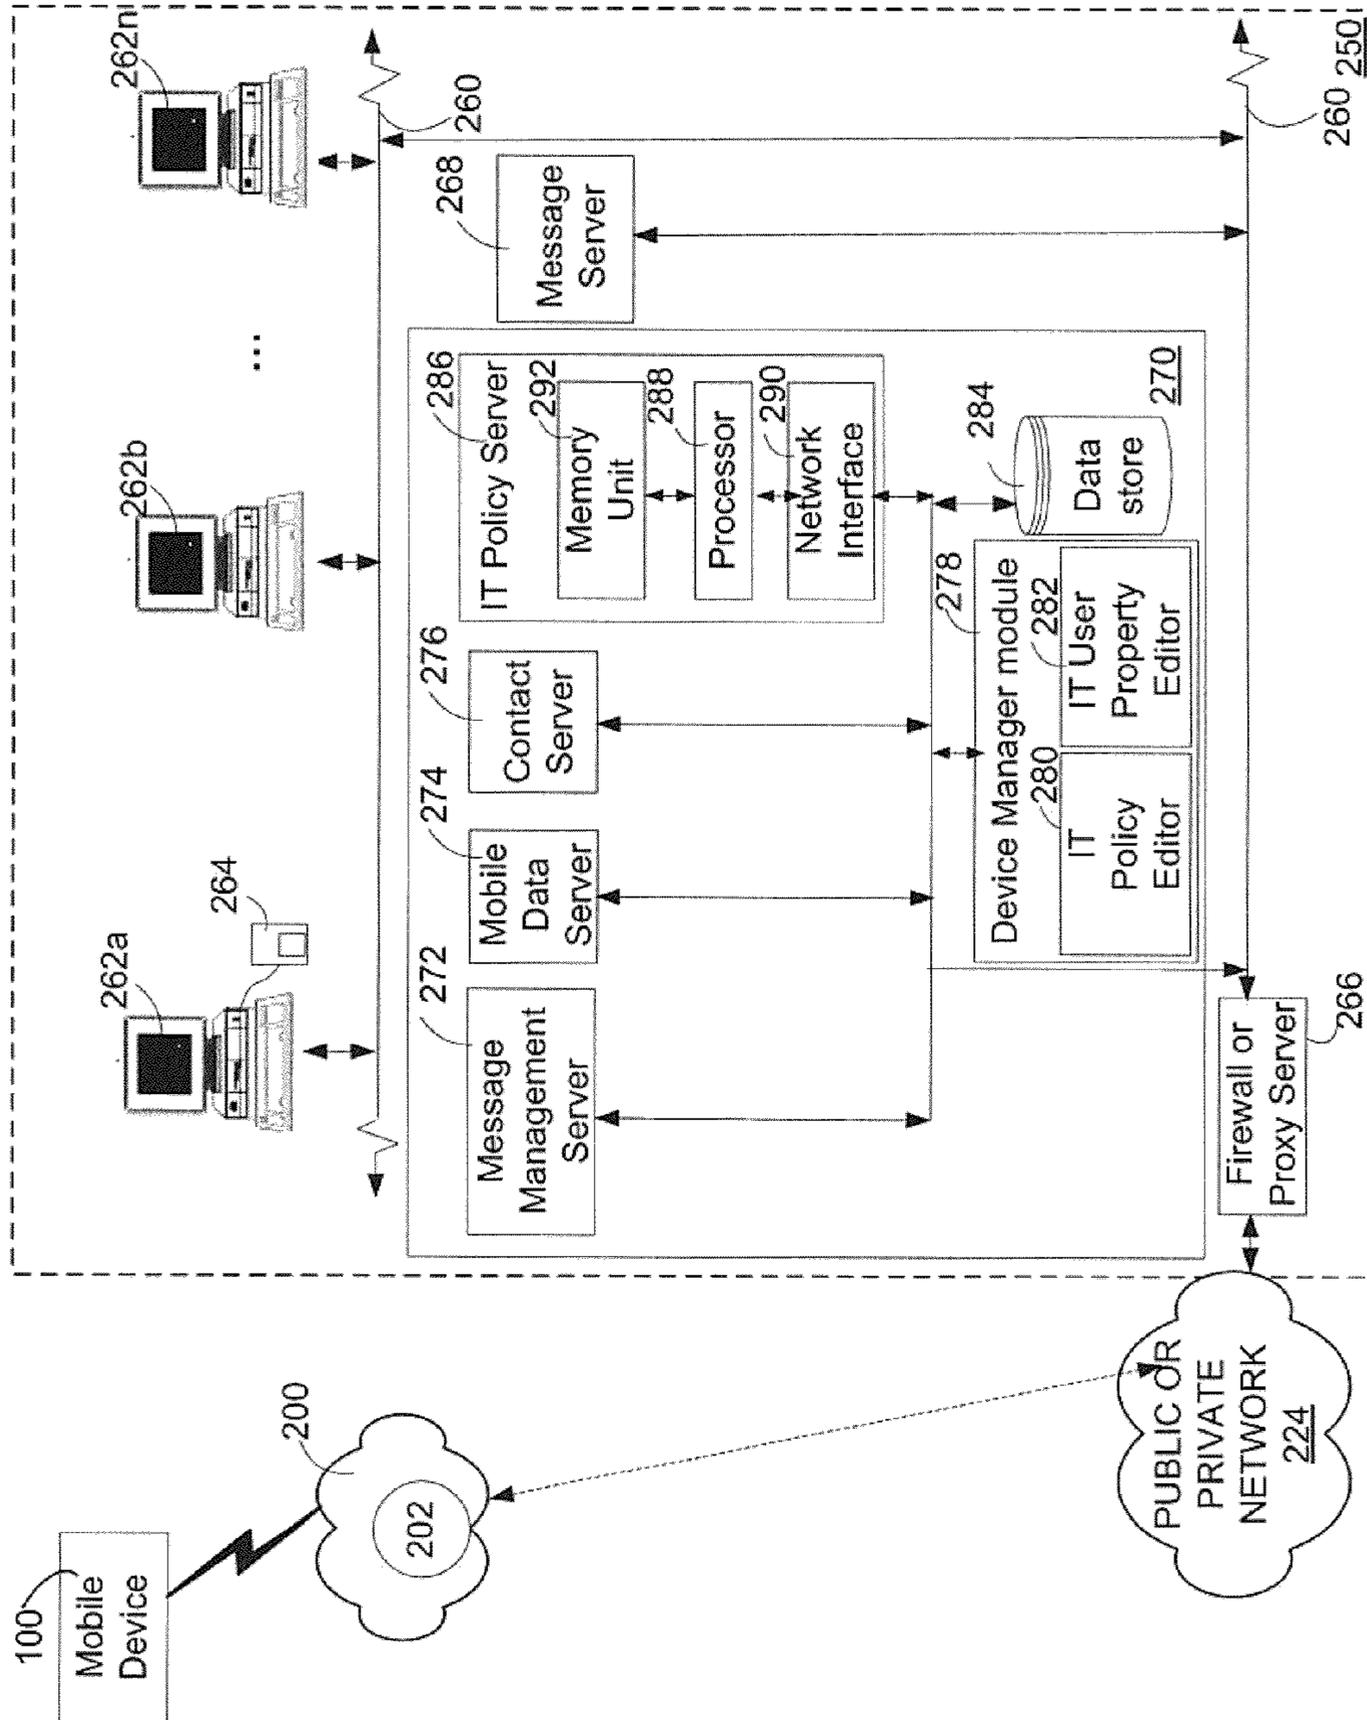 100
Mobile
Device
200
202
PUBLIC OR
PRIVATE
NETWORK
224
262a
264
262b
...
262n
260
272
Message
Management
Server
274
Mobile
Data
Server
276
Contact
Server
286
IT Policy Server
292
Memory
Unit
288
Processor
290
Network
Interface
268
Message
Server
278
Device Manager module
280
IT
Policy
Editor
282
IT User
Property
Editor
284
Data
store
270
Firewall or
Proxy Server
266
260
250